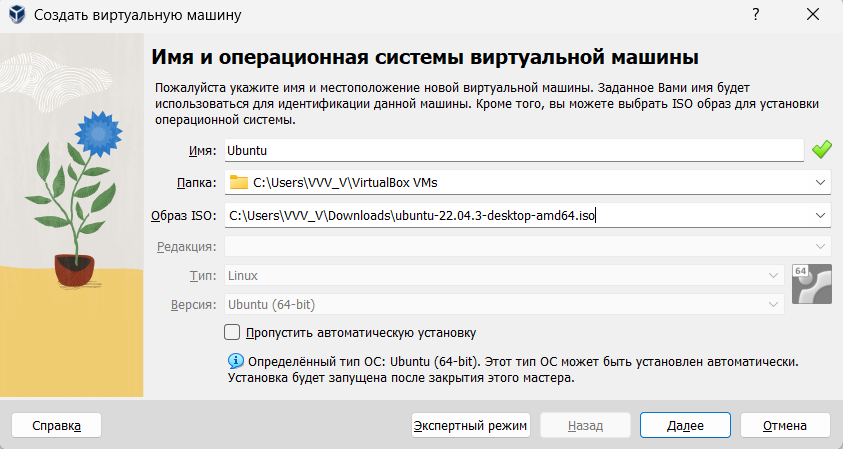 Создать виртуальную машину
?
Имя и операционная системы виртуальной машины
Пожалуйста укажите имя и местоположение новой виртуальной машины. Заданное Вами имя будет
использоваться для идентификации данной машины. Кроме того, вы можете выбрать ISO образ для установки
операционной системы.
Имя: Ubuntu
Папка: C:\Users\VVV_V\VirtualBox VMs
Образ ISO: C:\Users\VVV_V\Downloads\ubuntu-22.04.3-desktop-amd64.iso
Редакция:
Тип: Linux
64
Версия: Ubuntu (64-bit)
Пропустить автоматическую установку
Определённый тип ОС: Ubuntu (64-bit). Этот тип ОС может быть установлен автоматически.
Установка будет запущена после закрытия этого мастера.
Справка Экспертный режим Назад Далее Отмена